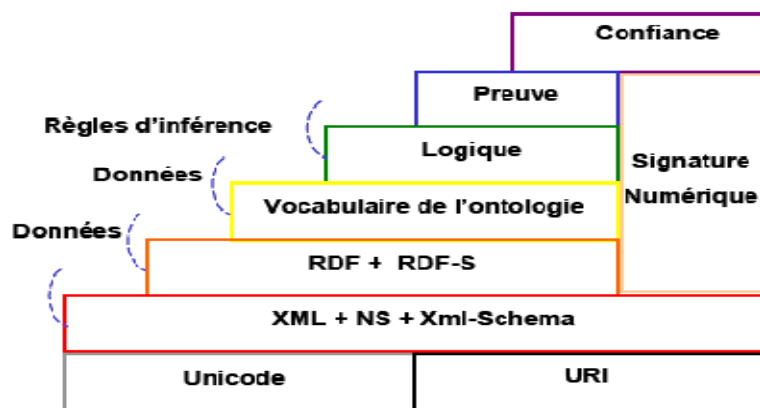 Confiance
Preuve
Règles d'inférence
Logique
Signature
Numérique
Données
Vocabulaire de l'ontologie
Données
RDF + RDF-S
XML + NS + Xml-Schema
Unicode
URI